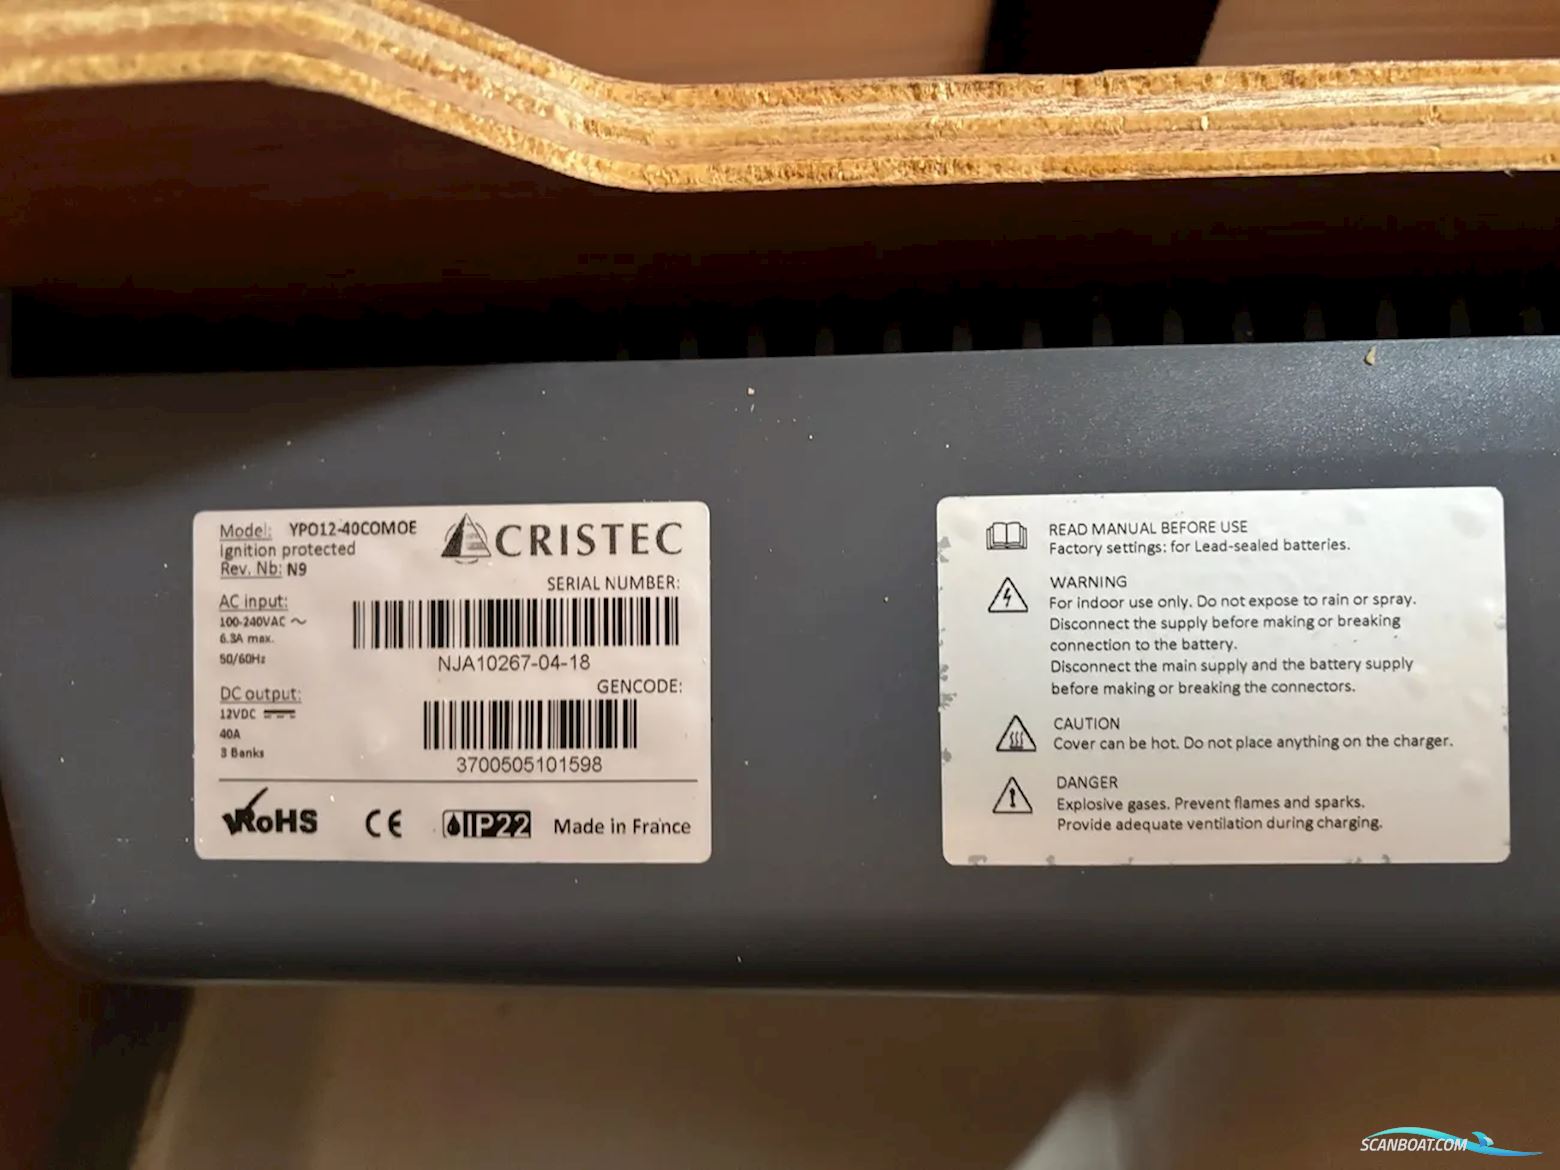 Model: YPO12-40COMOE
Ignition protected
Rev. Nb: N9
CRISTEC
SERIAL NUMBER:
NJA10267-04-18
GENCODE:
3700505101598
AC input:
100-240VAC ~
6.3A max.
50/60Hz
DC output:
12VDC
40A
3 Banks
RoHS
CE
IP22
Made in France
READ MANUAL BEFORE USE
Factory settings: for Lead-sealed batteries.
WARNING
For indoor use only. Do not expose to rain or spray.
Disconnect the supply before making or breaking
connection to the battery.
Disconnect the main supply and the battery supply
before making or breaking the connectors.
CAUTION
Cover can be hot. Do not place anything on the charger.
DANGER
Explosive gases. Prevent flames and sparks.
Provide adequate ventilation during charging.
SCANBOAT.COM